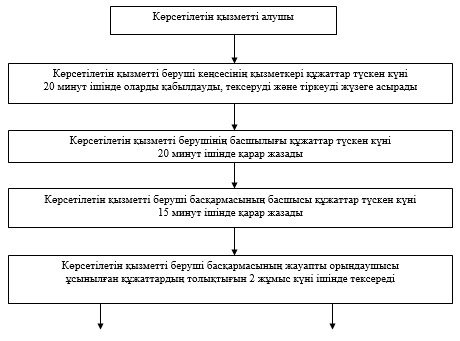 Көрсетілетін қызметті алушы
Көрсетілетін қызметті беруші кеңсесінің қызметкері құжаттар түскен күні
20 минут ішінде оларды қабылдауды, тексеруді және тіркеуді жүзеге асырады
Көрсетілетін қызметті берушінің басшылығы құжаттар түскен күні
20 минут ішінде қарар жазады
Көрсетілетін қызметті беруші басқармасының басшысы құжаттар түскен күні
15 минут ішінде қарар жазады
Көрсетілетін қызметті беруші басқармасының жауапты орындаушысы
ұсынылған құжаттардың толықтығын 2 жұмыс күні ішінде тексереді